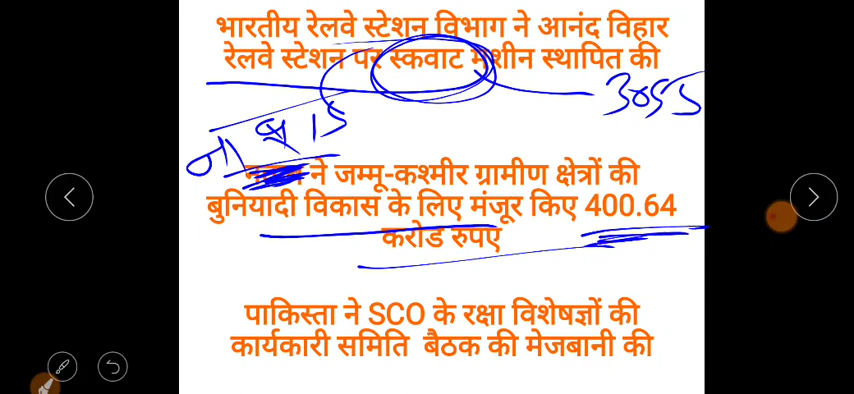 भारतीय रेलवे स्टेशन विभाग ने आनंद विहार
रेलवे स्टेशन पर स्कवाट मशीन स्थापित की
ने जम्मू-कश्मीर ग्रामीण क्षेत्रों की
बुनियादी विकास के लिए मंजूर किए 400.64
करोड रुपए
पाकिस्ता ने SCO के रक्षा विशेषज्ञों की
कार्यकारी समिति बैठक की मेजबानी की